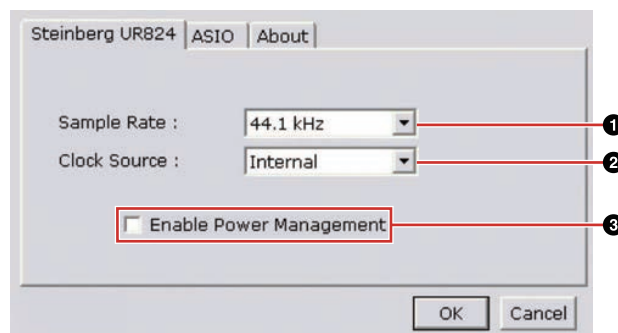 Steinberg UR824 ASIO About
Sample Rate : 44.1 kHz 1
Clock Source : Internal 2
Enable Power Management 3
OK Cancel